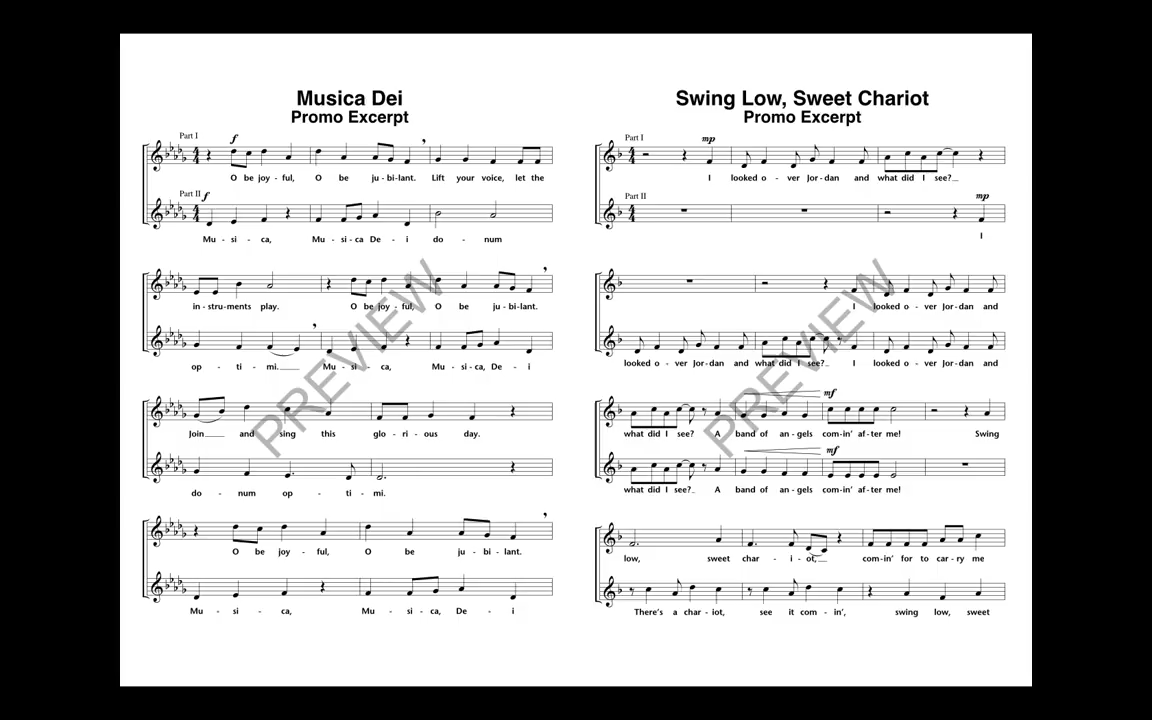 Musica Dei
Promo Excerpt
Part I
f
O be joy - ful, O be ju - bi - lant. Lift your voice, let the
Part II
f
Mu - si - ca, Mu - si - ca De - i do - num
in - stru - ments play. O be joy - ful, O be ju - bi - lant.
op - ti - mi. Mu - si - ca, Mu - si - ca, De - i
Join and sing this glo - ri - ous day.
do - num op - ti - mi.
O be joy - ful, O be ju - bi - lant.
Mu - si - ca, Mu - si - ca, De - i
PREVIEW
Swing Low, Sweet Chariot
Promo Excerpt
Part I
mp
I looked o - ver Jor - dan and what did I see?
Part II
mp
I
I looked o - ver Jor - dan and
looked o - ver Jor - dan and what did I see? I looked o - ver Jor - dan and
mf
what did I see? A band of an - gels com - in' af - ter me! Swing
mf
what did I see? A band of an - gels com - in' af - ter me!
low, sweet char - i - ot, com - in' for to car - ry me
There's a char - iot, see it com - in', swing low, sweet
PREVIEW